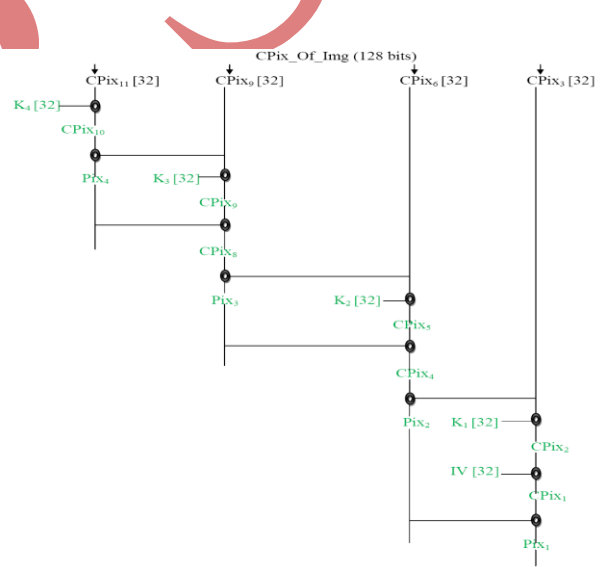 CPix_Of_Img (128 bits)
CPix₁₁ [32] CPix₉ [32] CPix₆ [32] CPix₃ [32]
K₄ [32]
CPix₁₀
Pix₄ K₃ [32]
CPix₉
CPix₈
Pix₃ K₂ [32]
CPix₅
CPix₄
Pix₂ K₁ [32]
CPix₂
IV [32]
CPix₁
Pix₁